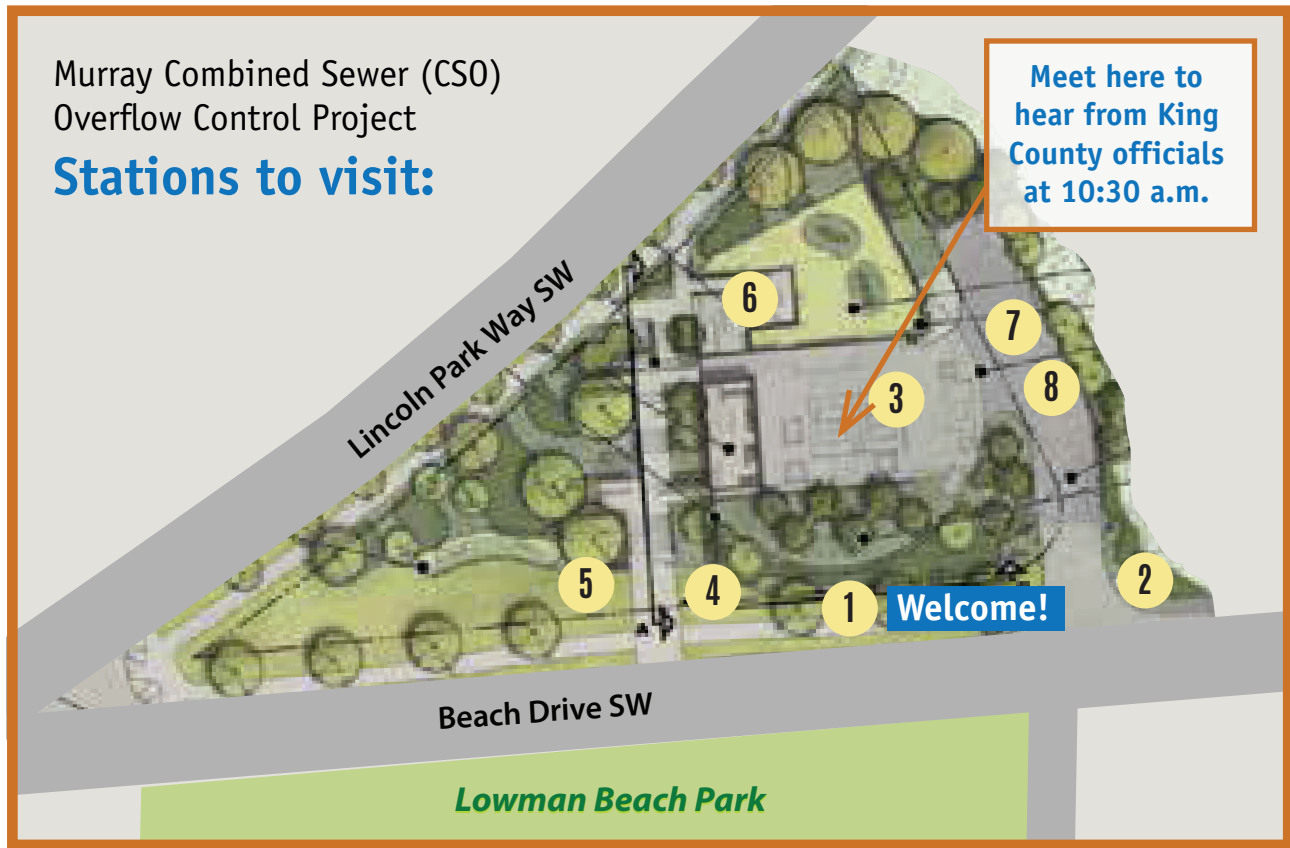 Murray Combined Sewer (CSO)
Overflow Control Project
Stations to visit:
Meet here to
hear from King
County officials
at 10:30 a.m.
Lincoln Park Way SW
6
7
3
8
5
4
1
Welcome!
2
Beach Drive SW
Lowman Beach Park